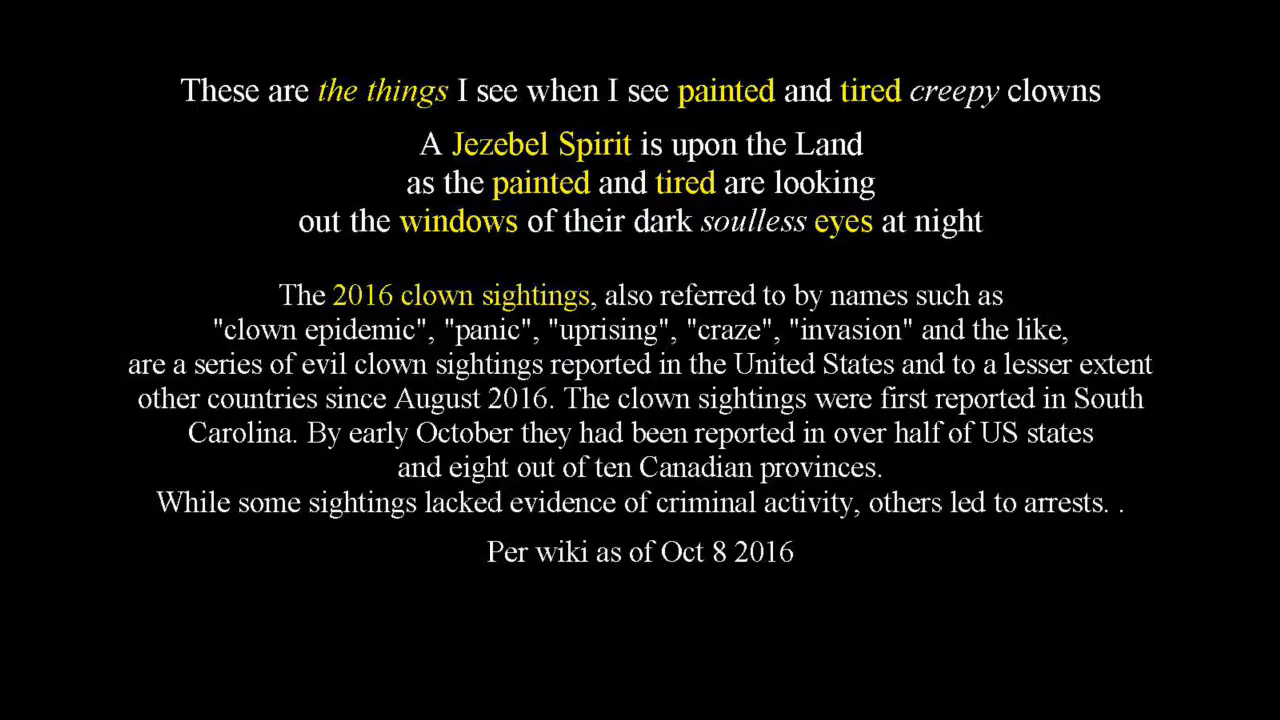 These are the things I see when I see painted and tired creepy clowns
A Jezebel Spirit is upon the Land
as the painted and tired are looking
out the windows of their dark soulless eyes at night
The 2016 clown sightings, also referred to by names such as
"clown epidemic", "panic", "uprising", "craze", "invasion" and the like,
are a series of evil clown sightings reported in the United States and to a lesser extent
other countries since August 2016. The clown sightings were first reported in South
Carolina. By early October they had been reported in over half of US states
and eight out of ten Canadian provinces.
While some sightings lacked evidence of criminal activity, others led to arrests. .
Per wiki as of Oct 8 2016